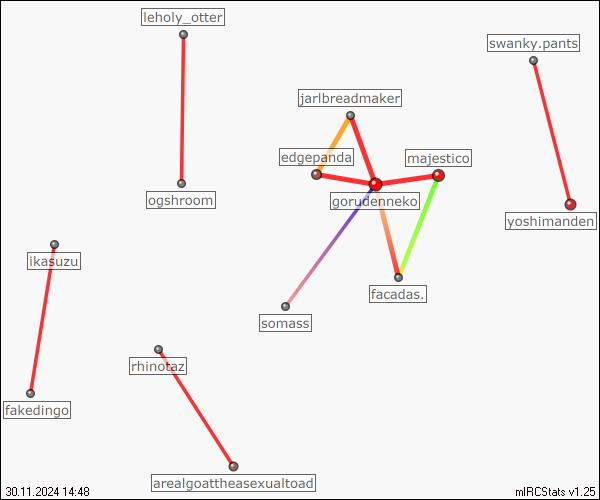 leholy_otter
swanky.pants
jarlbreadmaker
edgepanda
majestico
ogshroom
gorudenneko
yoshimanden
ikasuzu
facadas.
somass
rhinotaz
fakedingo
arealgoattheasexualtoad
30.11.2024 14:48
mIRCStats v1.25